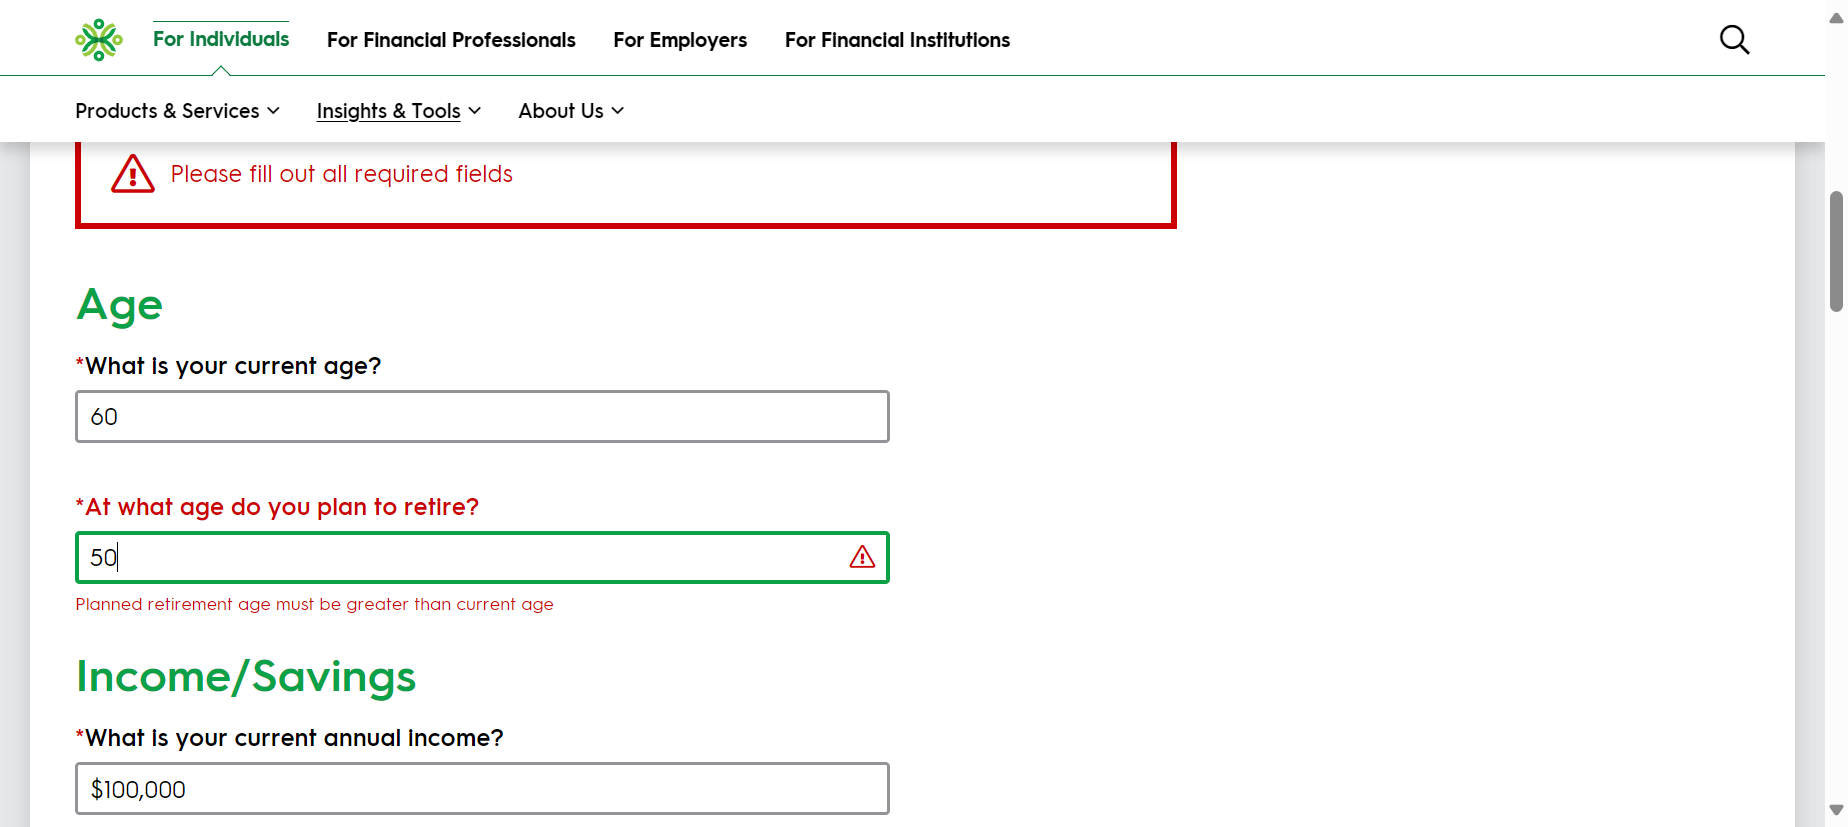 For Individuals For Financial Professionals For Employers For Financial Institutions
Products & Services Insights & Tools About Us
Please fill out all required fields
Age
*What is your current age?
60
*At what age do you plan to retire?
50
Planned retirement age must be greater than current age
Income/Savings
*What is your current annual income?
$100,000